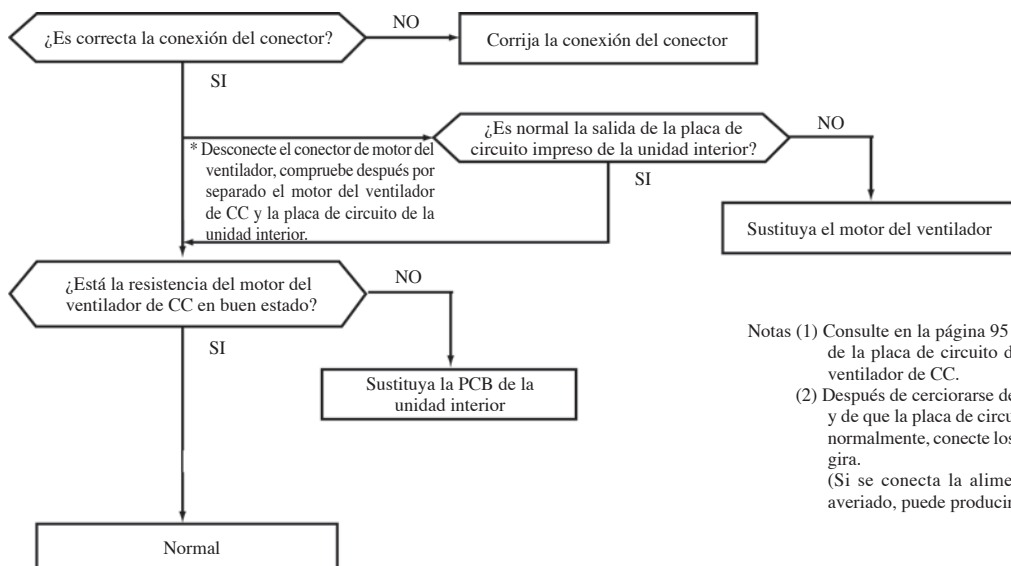 ¿Es correcta la conexión del conector?
NO
Corrija la conexión del conector
SI
* Desconecte el conector de motor del
ventilador, compruebe después por
separado el motor del ventilador
de CC y la placa de circuito de la
unidad interior.
¿Es normal la salida de la placa de
circuito impreso de la unidad interior?
NO
SI
Sustituya el motor del ventilador
¿Está la resistencia del motor del
ventilador de CC en buen estado?
NO
SI
Sustituya la PCB de la
unidad interior
Normal
Notas (1) Consulte en la página 95
de la placa de circuito d
ventilador de CC.
(2) Después de cerciorarse de
y de que la placa de circu
normalmente, conecte los
gira.
(Si se conecta la alime
averiado, puede producir